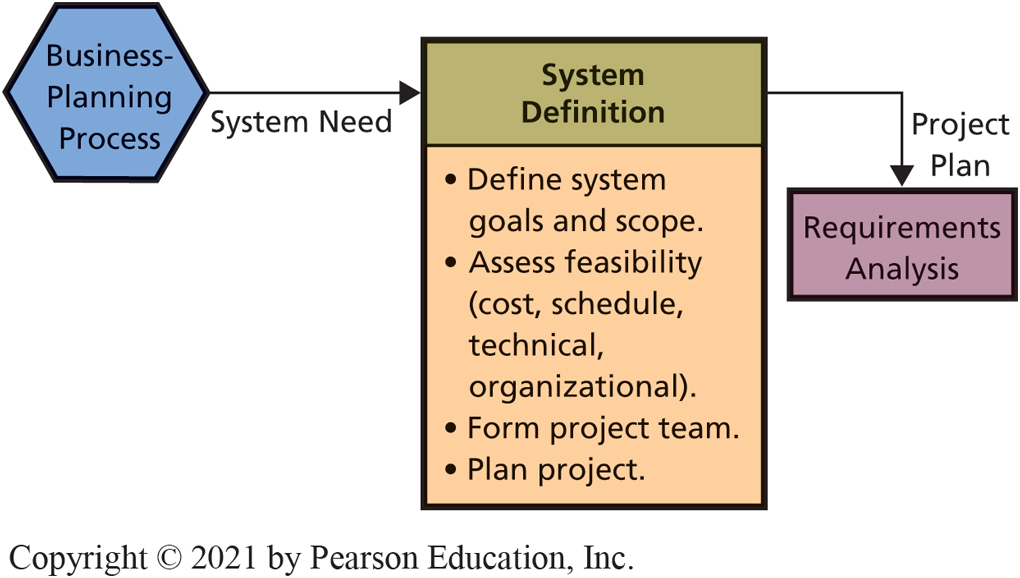 Business-
Planning
Process
System Need
System
Definition
• Define system
goals and scope.
• Assess feasibility
(cost, schedule,
technical,
organizational).
• Form project team.
• Plan project.
Project
Plan
Requirements
Analysis
Copyright © 2021 by Pearson Education, Inc.